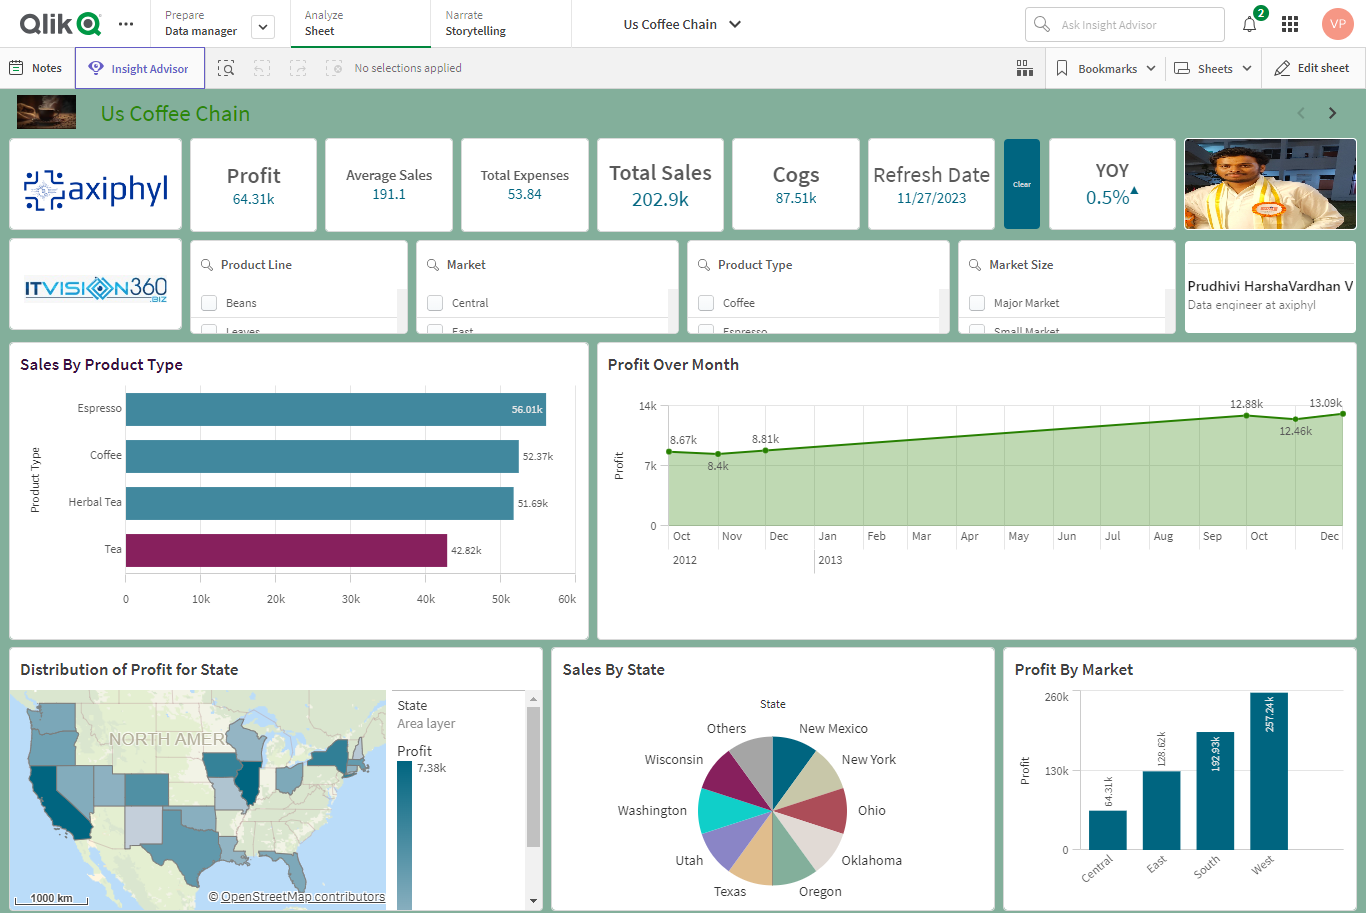 Qlik
Prepare
Data manager
Analyze
Sheet
Narrate
Storytelling
Us Coffee Chain
Ask Insight Advisor
2
VP
Notes
Insight Advisor
No selections applied
Bookmarks
Sheets
Edit sheet
Us Coffee Chain
axiphyl
Profit
64.31k
Average Sales
191.1
Total Expenses
53.84
Total Sales
202.9k
Cogs
87.51k
Refresh Date
11/27/2023
Clear
YOY
0.5%
ITVISION360
.BIZ
Product Line
Beans
Leaves
Market
Central
East
Product Type
Coffee
Espresso
Market Size
Major Market
Small Market
Prudhivi HarshaVardhan V
Data engineer at axiphyl
Sales By Product Type
Product Type
Espresso
56.01k
Coffee
52.37k
Herbal Tea
51.69k
Tea
42.82k
0 10k 20k 30k 40k 50k 60k
Profit Over Month
Profit
14k
7k
0
8.67k
8.4k
8.81k
12.88k
12.46k
13.09k
Oct Nov Dec Jan Feb Mar Apr May Jun Jul Aug Sep Oct Dec
2012 2013
Distribution of Profit for State
NORTH AMER
1000 km
© OpenStreetMap contributors
State
Area layer
Profit
7.38k
Sales By State
State
Others
New Mexico
Wisconsin
New York
Washington
Ohio
Utah
Oklahoma
Texas
Oregon
Profit By Market
Profit
260k
130k
0
64.31k
128.62k
192.93k
257.24k
Central
East
South
West